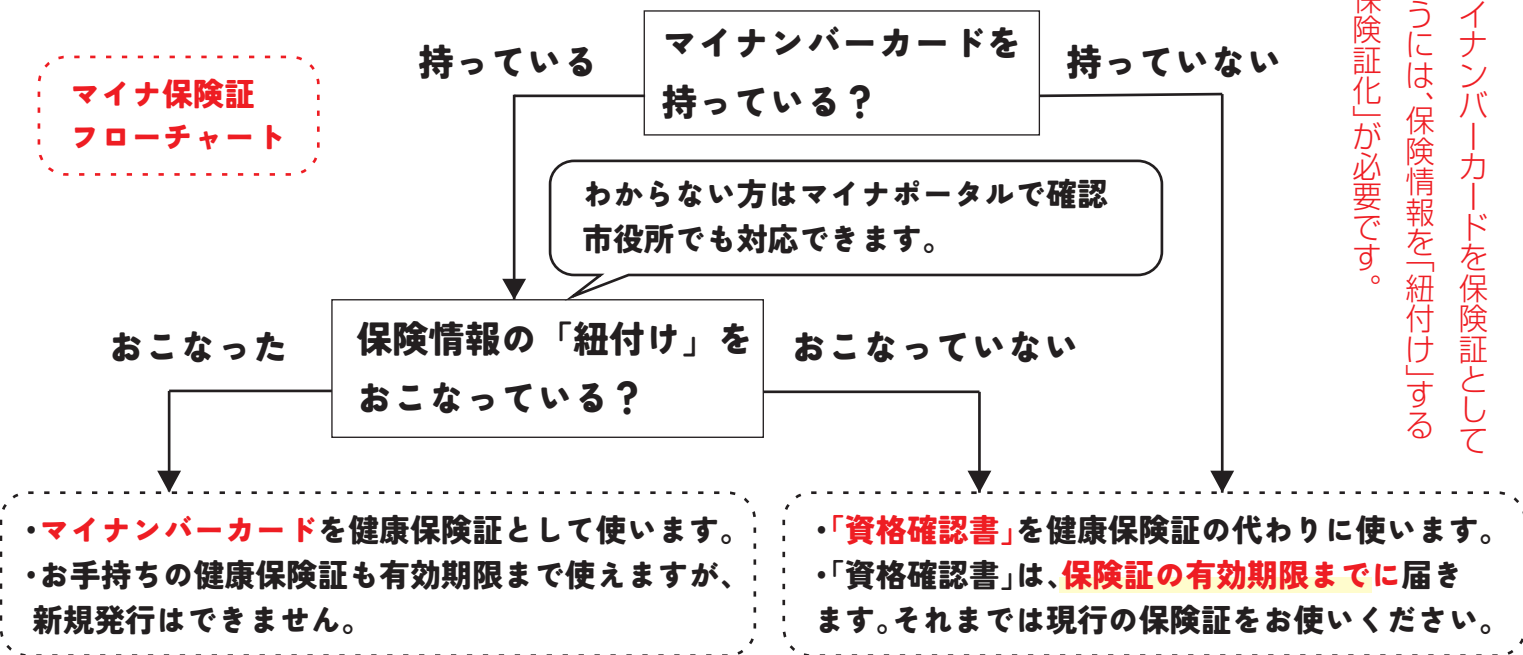 マイナ保険証
フローチャート
マイナンバーカードを
持っている？
持っている
持っていない
わからない方はマイナポータルで確認
市役所でも対応できます。
保険情報の「紐付け」を
おこなっている？
おこなった
おこなっていない
・マイナンバーカードを健康保険証として使います。
・お手持ちの健康保険証も有効期限まで使えますが、
新規発行はできません。
・「資格確認書」を健康保険証の代わりに使います。
・「資格確認書」は、保険証の有効期限までに届き
ます。それまでは現行の保険証をお使いください。
イナンバーカードを保険証として
うには、保険情報を「紐付け」する
保険証化」が必要です。